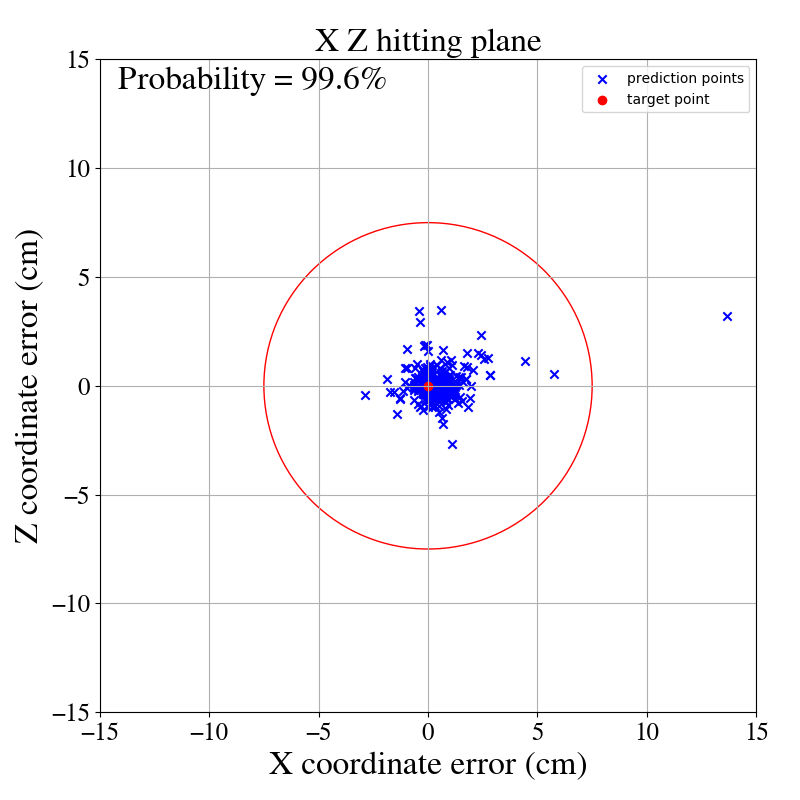 X Z hitting plane
Probability = 99.6%
prediction points
target point
15
10
5
0
−5
−10
−15
−15
−10
−5
0
5
10
15
Z coordinate error (cm)
X coordinate error (cm)